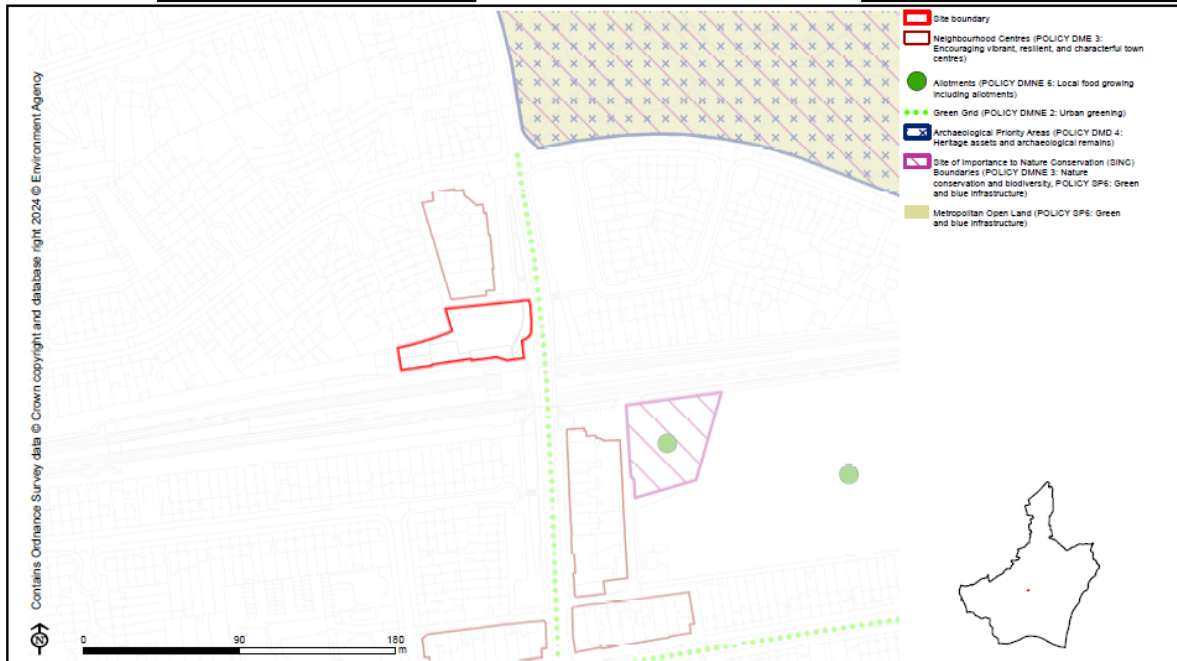 Site boundary
Neighbourhood Centres (POLICY DME 3:
Encouraging vibrant, resilient, and characterful town
centres)
Allotments (POLICY DMNE 6: Local food growing
including allotments)
Green Grid (POLICY DMNE 2: Urban greening)
Archaeological Priority Areas (POLICY DMD 4:
Heritage assets and archaeological remains)
Site of Importance to Nature Conservation (SINC)
Boundaries (POLICY DMNE 3: Nature
conservation and biodiversity, POLICY SP6: Green
and blue infrastructure)
Metropolitan Open Land (POLICY SP6: Green
and blue infrastructure)
Contains Ordnance Survey data © Crown copyright and database right 2024 © Environment Agency
N
0 90 180
m